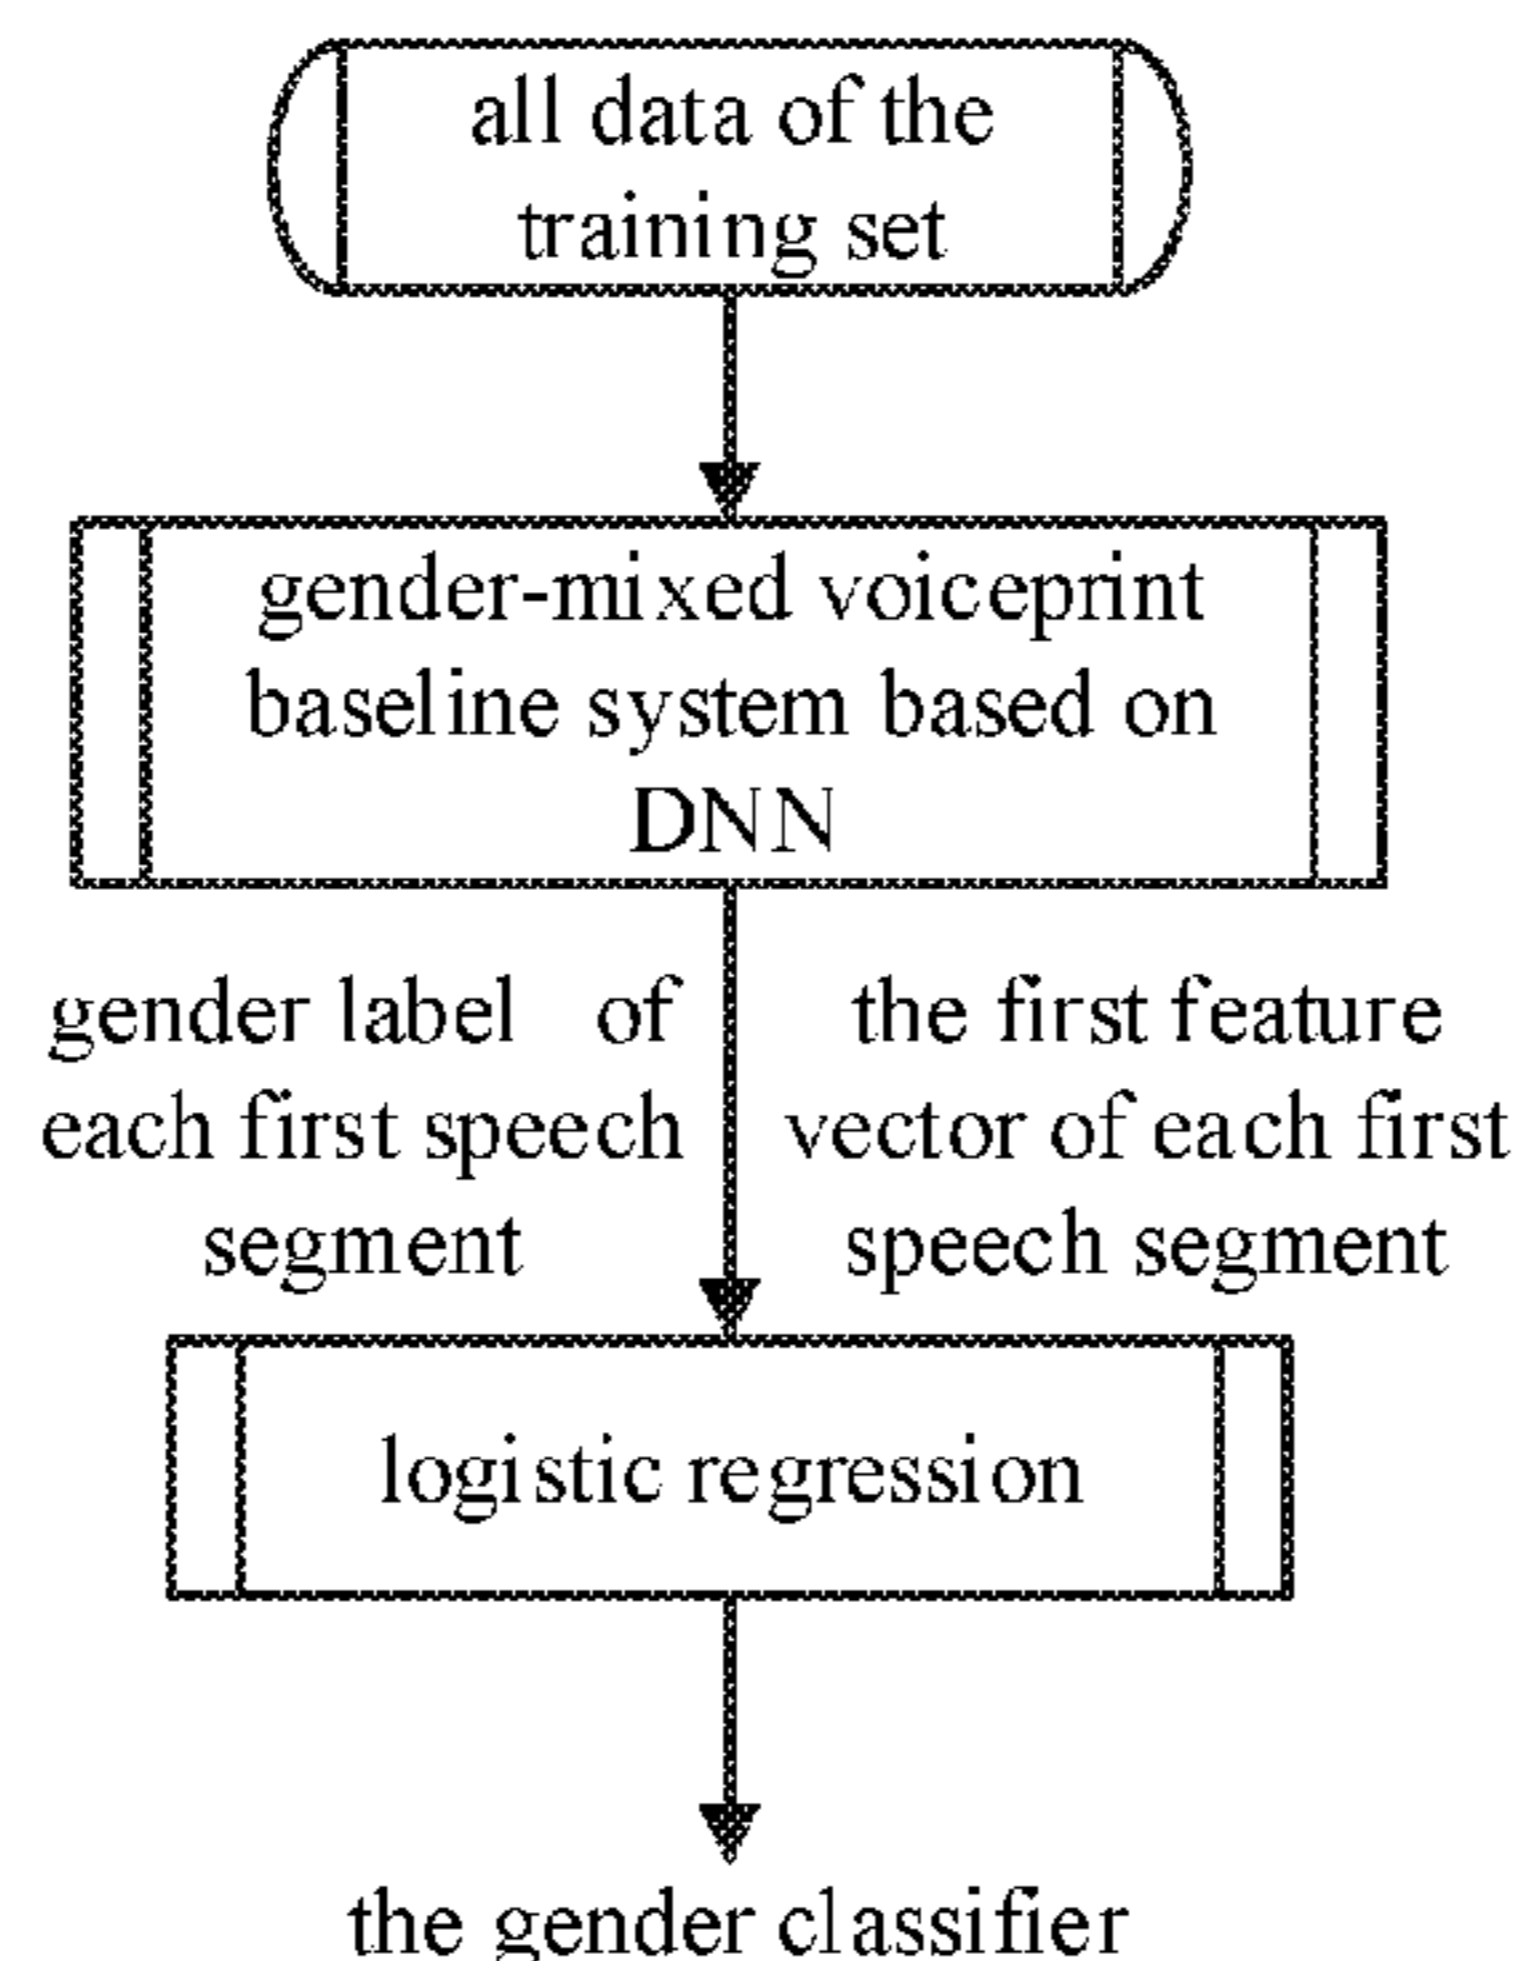 all data of the
training set
gender-mixed voiceprint
baseline system based on
DNN
gender label of
each first speech
segment
the first feature
vector of each first
speech segment
logistic regression
the gender classifier